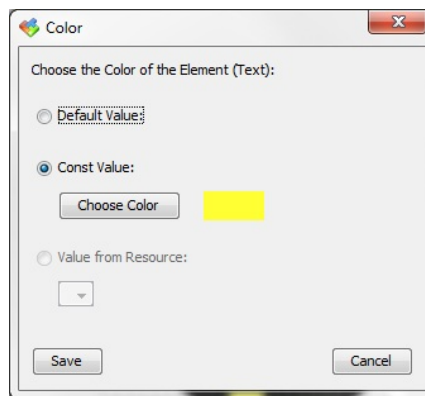 Color
Choose the Color of the Element (Text):
Default Value:
Const Value:
Choose Color
Value from Resource:
Save
Cancel